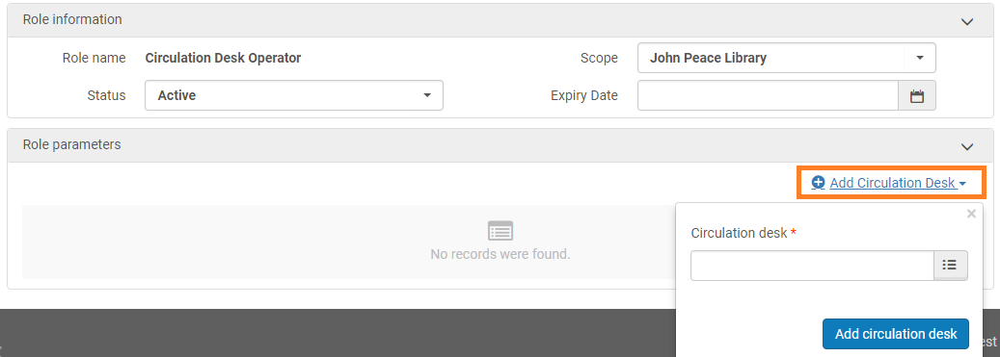 Role information
Role name Circulation Desk Operator Scope John Peace Library
Status Active Expiry Date
Role parameters
Add Circulation Desk
No records were found.
×
Circulation desk *
Add circulation desk
est